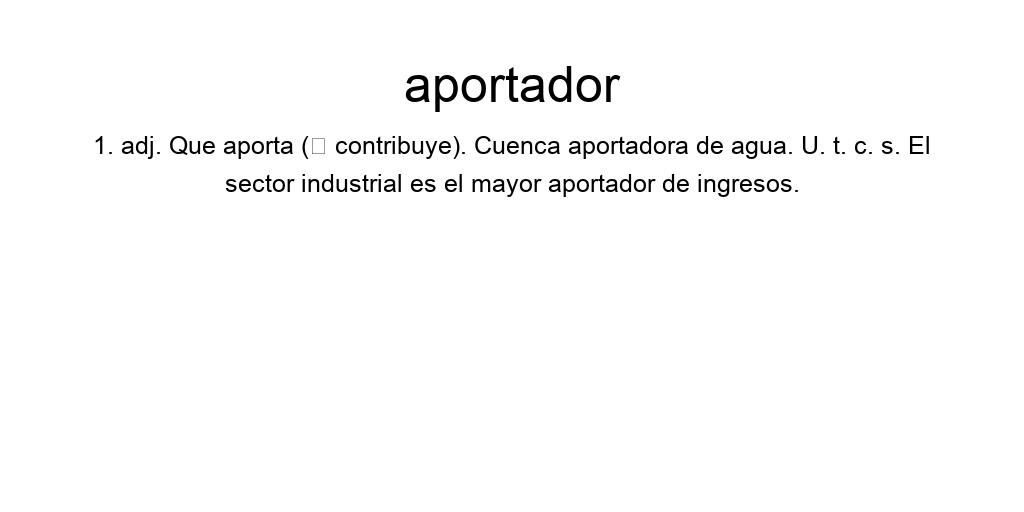 aportador
1. adj. Que aporta (□ contribuye). Cuenca aportadora de agua. U. t. c. s. El
sector industrial es el mayor aportador de ingresos.